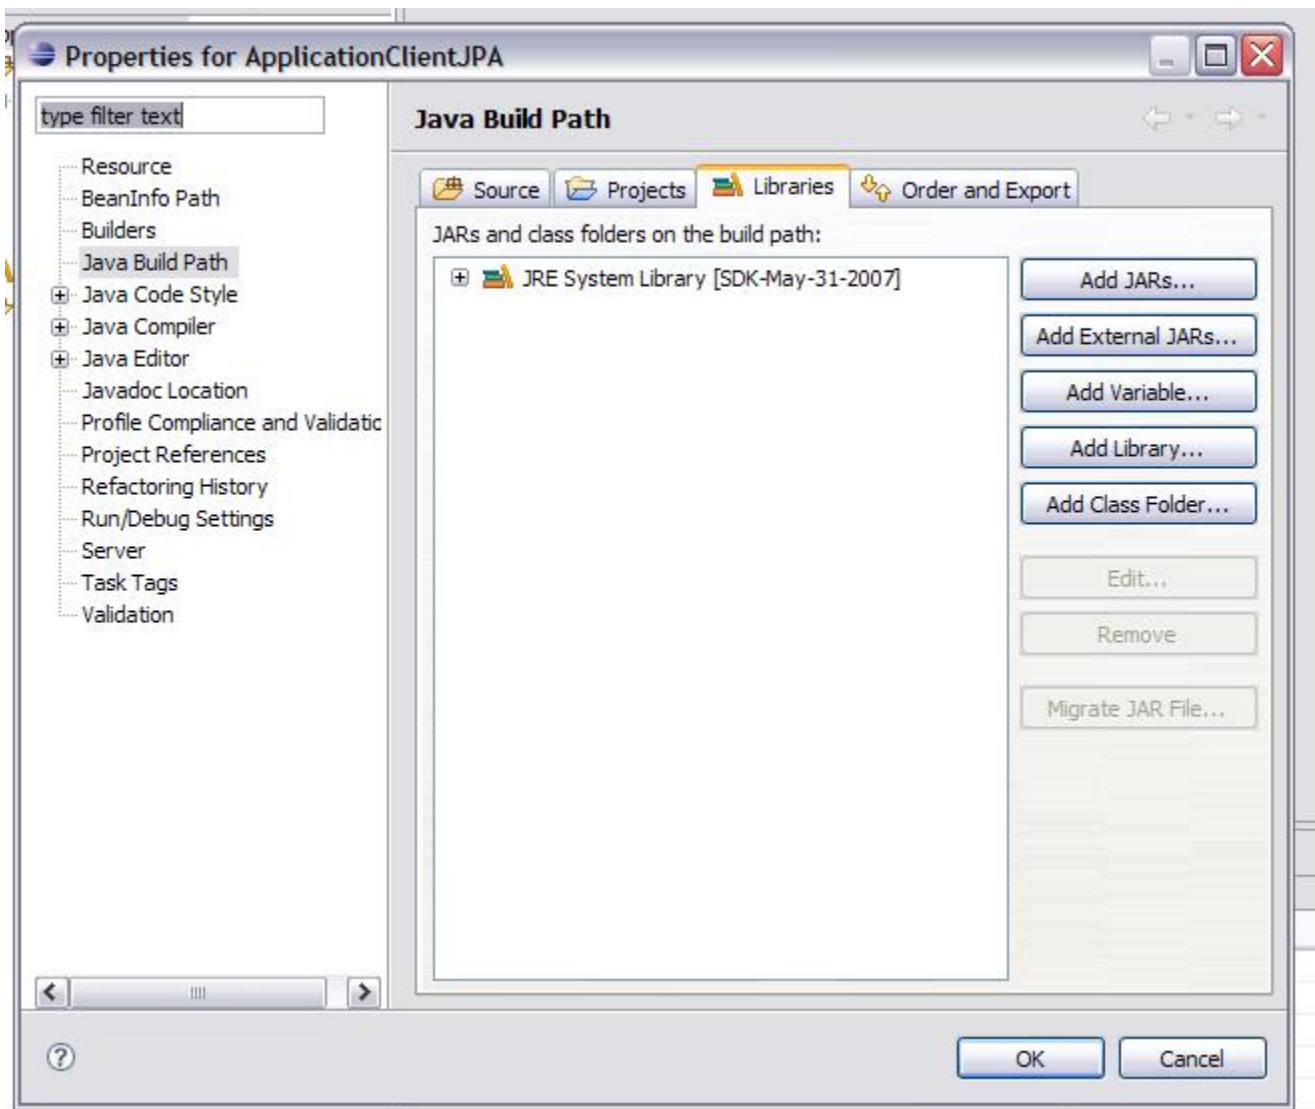 Properties for ApplicationClientJPA
type filter text
Resource
BeanInfo Path
Builders
Java Build Path
Java Code Style
Java Compiler
Java Editor
Javadoc Location
Profile Compliance and Validatic
Project References
Refactoring History
Run/Debug Settings
Server
Task Tags
Validation
Java Build Path
Source Projects Libraries Order and Export
JARs and class folders on the build path:
JRE System Library [SDK-May-31-2007]
Add JARs...
Add External JARs...
Add Variable...
Add Library...
Add Class Folder...
Edit...
Remove
Migrate JAR File...
? OK Cancel